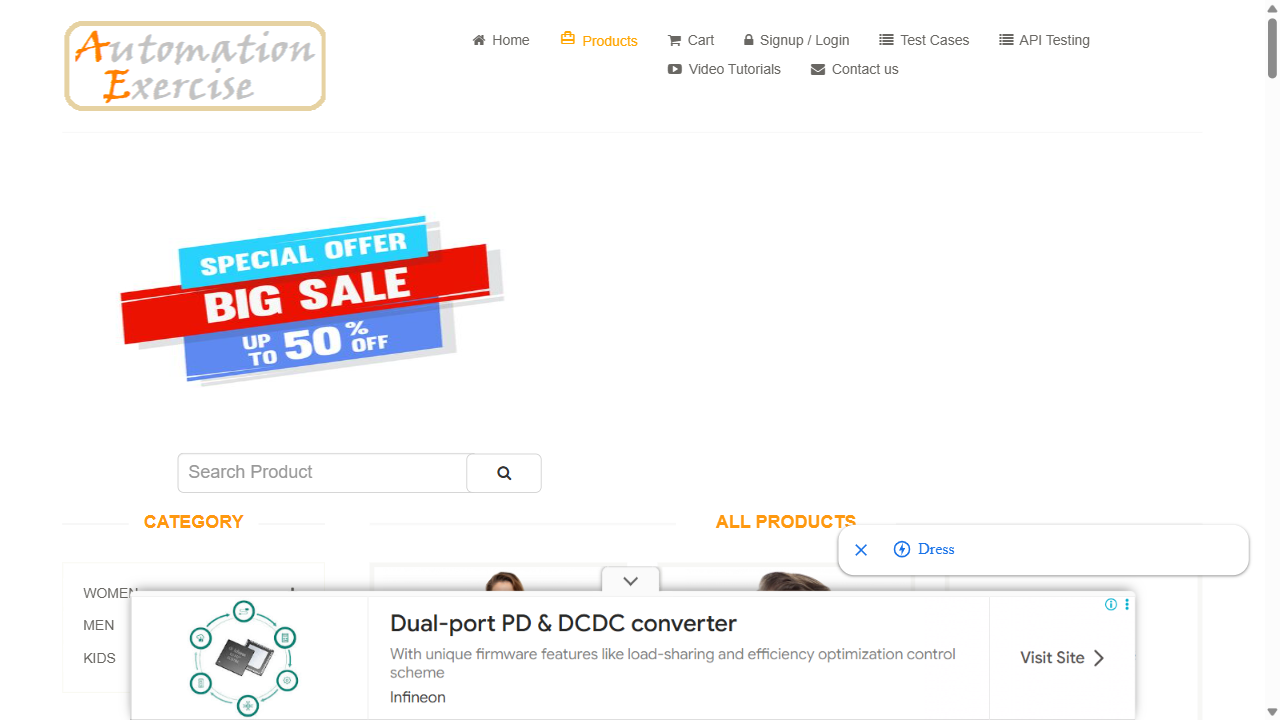 Automation
Exercise
Home
Products
Cart
Signup / Login
Test Cases
API Testing
Video Tutorials
Contact us
SPECIAL OFFER
BIG SALE
UP TO 50% OFF
Search Product
CATEGORY
ALL PRODUCTS
Dress
WOMEN
MEN
KIDS
Dual-port PD & DCDC converter
With unique firmware features like load-sharing and efficiency optimization control
scheme
Infineon
Visit Site